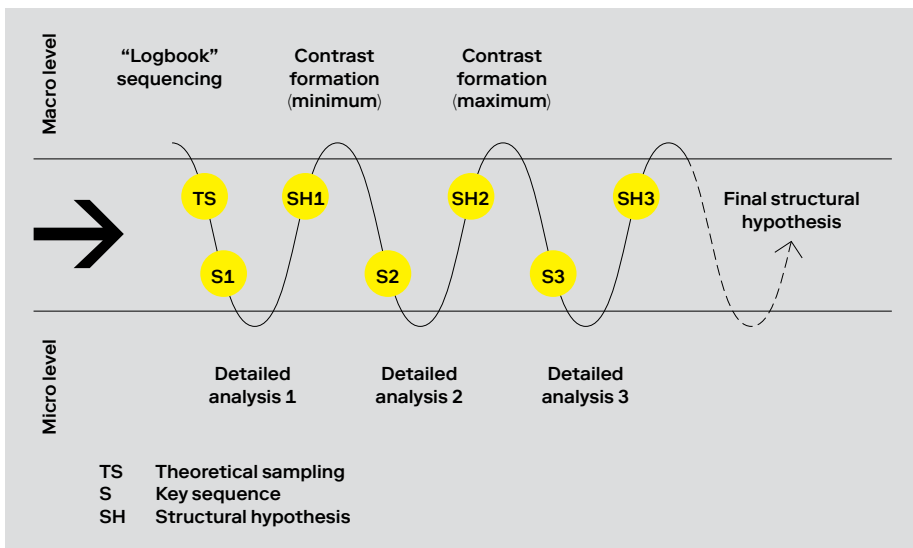 Macro level
“Logbook”
sequencing
Contrast
formation
(minimum)
Contrast
formation
(maximum)
TS
SH1
SH2
SH3
S1
S2
S3
Final structural
hypothesis
Micro level
Detailed
analysis 1
Detailed
analysis 2
Detailed
analysis 3
TS Theoretical sampling
S Key sequence
SH Structural hypothesis